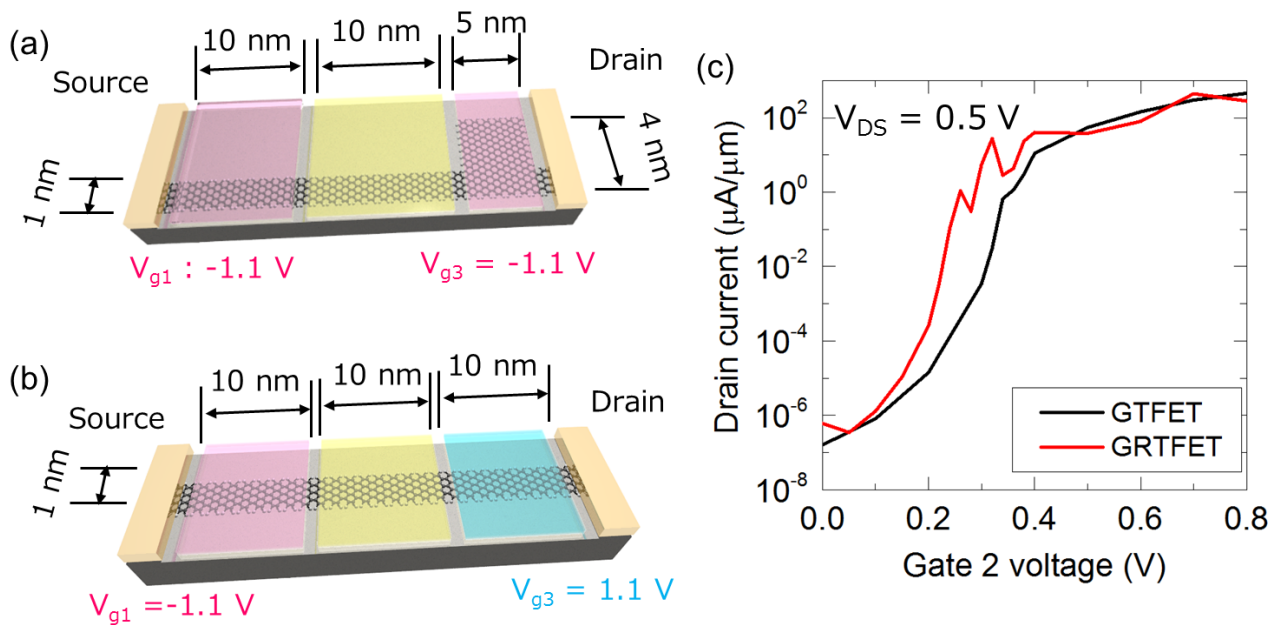 (a)
10 nm
10 nm
5 nm
Source
Drain
1 nm
4 nm
Vg1 : -1.1 V
Vg3 = -1.1 V
(b)
10 nm
10 nm
10 nm
Source
Drain
1 nm
Vg1 =-1.1 V
Vg3 = 1.1 V
(c)
VDS = 0.5 V
Drain current (μA/μm)
10^2
10^0
10^-2
10^-4
10^-6
10^-8
GTFET
GRTFET
0.0 0.2 0.4 0.6 0.8
Gate 2 voltage (V)